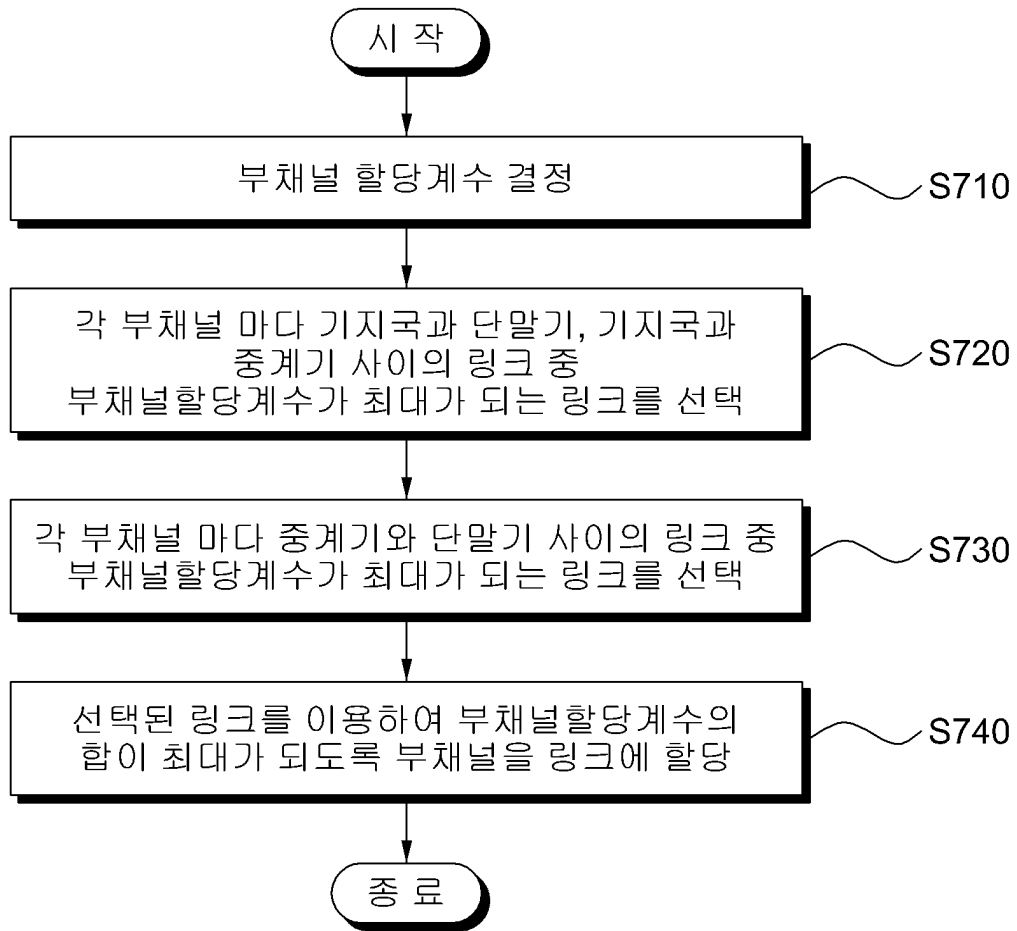 시 작
부채널 할당계수 결정
S710
각 부채널 마다 기지국과 단말기, 기지국과
중계기 사이의 링크 중
부채널할당계수가 최대가 되는 링크를 선택
S720
각 부채널 마다 중계기와 단말기 사이의 링크 중
부채널할당계수가 최대가 되는 링크를 선택
S730
선택된 링크를 이용하여 부채널할당계수의
합이 최대가 되도록 부채널을 링크에 할당
S740
종 료